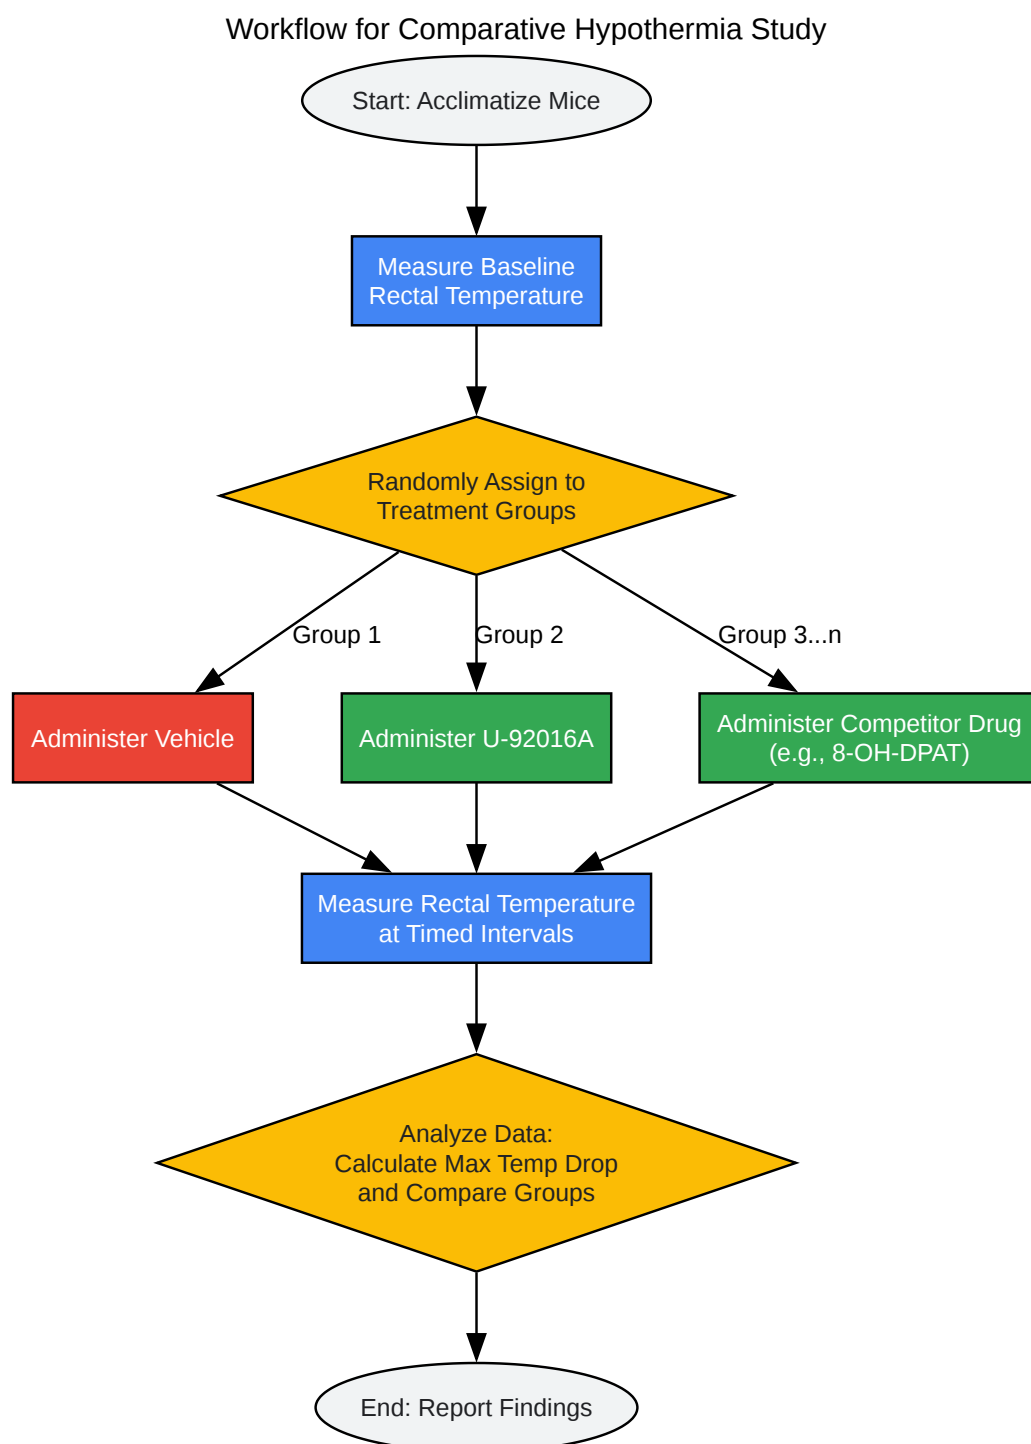 Workflow for Comparative Hypothermia Study
Start: Acclimatize Mice
Measure Baseline
Rectal Temperature
Randomly Assign to
Treatment Groups
Group 1
Group 2
Group 3...n
Administer Vehicle
Administer U-92016A
Administer Competitor Drug
(e.g., 8-OH-DPAT)
Measure Rectal Temperature
at Timed Intervals
Analyze Data:
Calculate Max Temp Drop
and Compare Groups
End: Report Findings